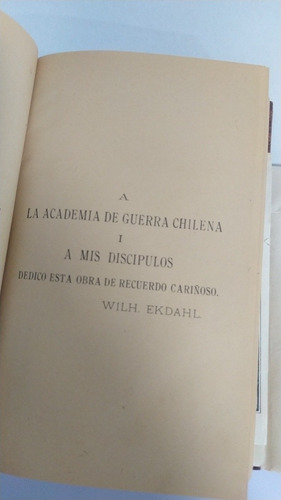 A
LA ACADEMIA DE GUERRA CHILENA
I
A MIS DISCIPULOS
DEDICO ESTA OBRA DE RECUERDO CARIÑOSO.
WILH. EKDAHL.